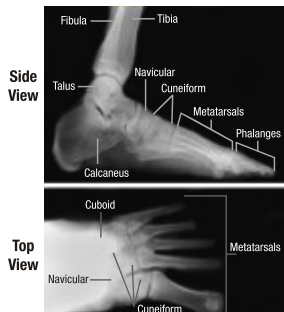 Fibula
Tibia
Side
View
Talus
Navicular
Cuneiform
Metatarsals
Phalanges
Calcaneus
Cuboid
Top
View
Metatarsals
Navicular
Cuneiform